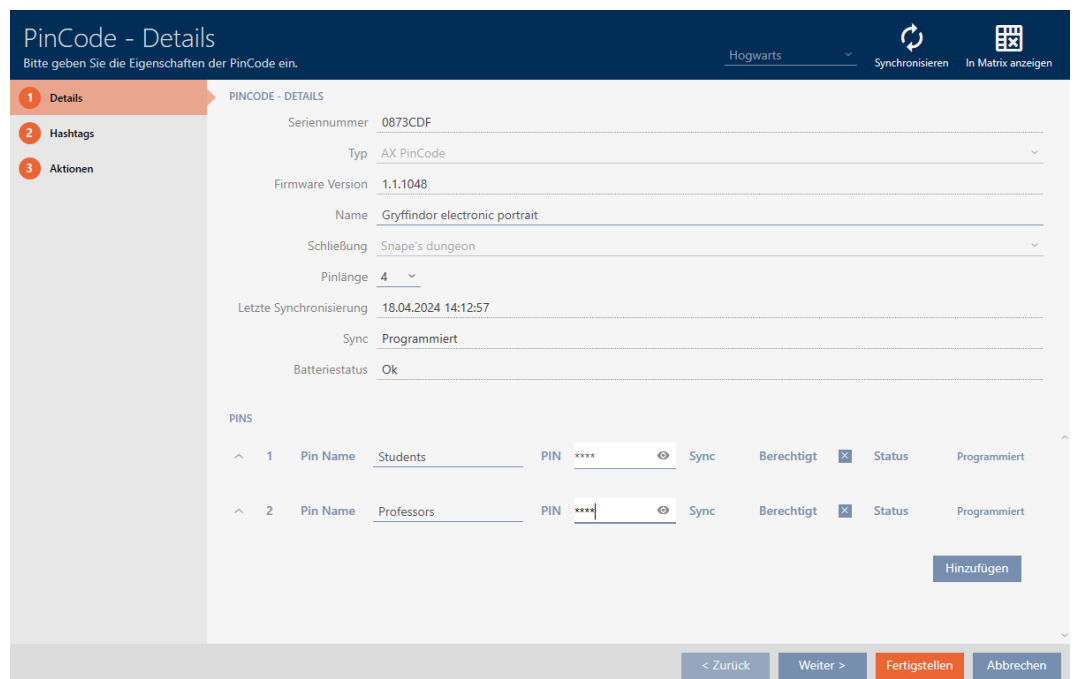 PinCode - Details
Bitte geben Sie die Eigenschaften der PinCode ein.
Hogwarts
Synchronisieren
In Matrix anzeigen
1 Details
2 Hashtags
3 Aktionen
PINCODE - DETAILS
Seriennummer 0873CDF
Typ AX PinCode
Firmware Version 1.1.1048
Name Gryffindor electronic portrait
Schließung Snape's dungeon
Pinlänge 4
Letzte Synchronisierung 18.04.2024 14:12:57
Sync Programmiert
Batteriestatus Ok
PINS
1 Pin Name Students PIN **** Sync Berechtigt Status Programmiert
2 Pin Name Professors PIN **** Sync Berechtigt Status Programmiert
Hinzufügen
< Zurück Weiter > Fertigstellen Abbrechen